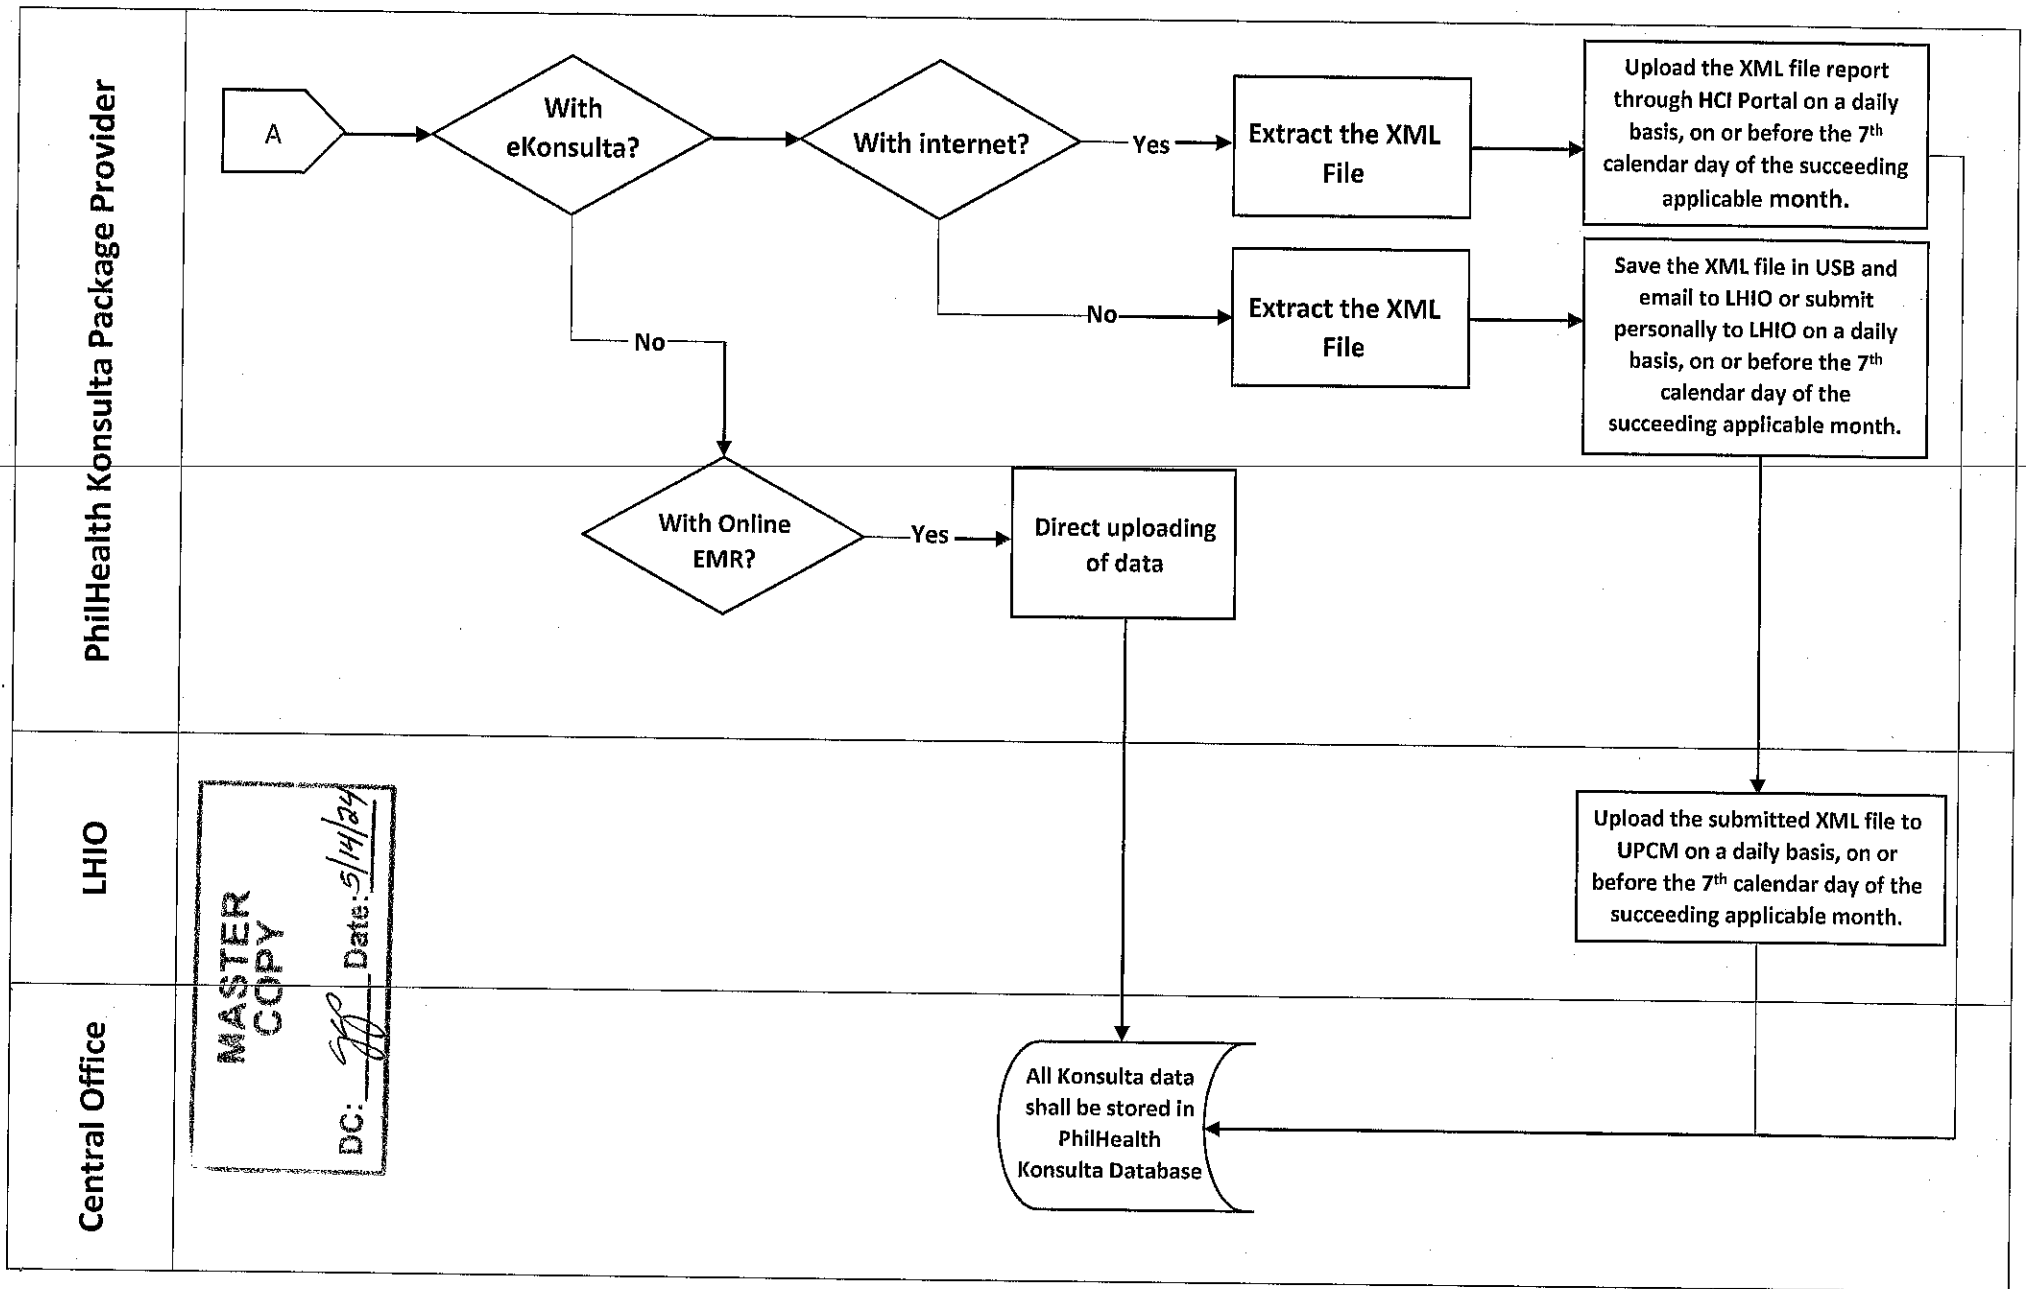 PhilHealth Konsulta Package Provider
A
With
eKonsulta?
With internet?
Yes
Extract the XML
File
Upload the XML file report
through HCI Portal on a daily
basis, on or before the 7th
calendar day of the succeeding
applicable month.
No
Extract the XML
File
Save the XML file in USB and
email to LHIO or submit
personally to LHIO on a daily
basis, on or before the 7th
calendar day of the
succeeding applicable month.
No
With Online
EMR?
Yes
Direct uploading
of data
LHIO
Upload the submitted XML file to
UPCM on a daily basis, on or
before the 7th calendar day of the
succeeding applicable month.
MASTER
COPY
DC: Date: 5/14/24
Central Office
All Konsulta data
shall be stored in
PhilHealth
Konsulta Database